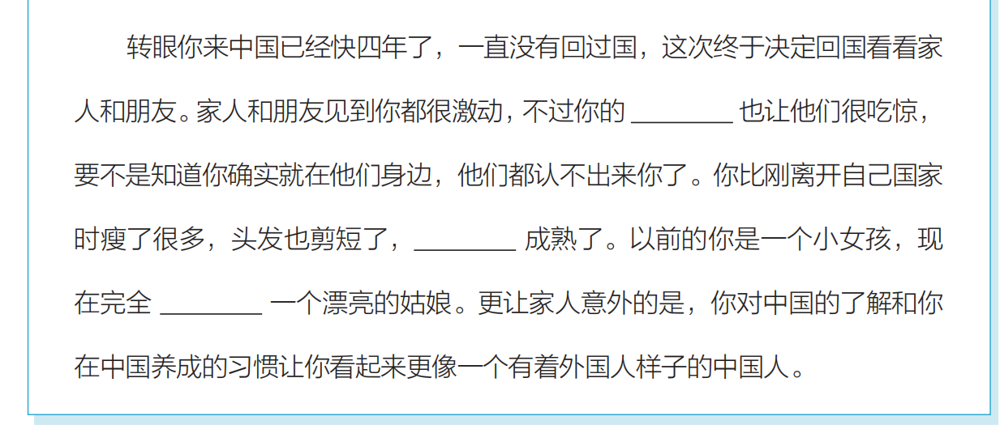 转眼你来中国已经快四年了，一直没有回过国，这次终于决定回国看看家
人和朋友。家人和朋友见到你都很激动，不过你的 ________ 也让他们很吃惊，
要不是知道你确实就在他们身边，他们都认不出来你了。你比刚离开自己国家
时瘦了很多，头发也剪短了，________ 成熟了。以前的你是一个小女孩，现
在完全 ________ 一个漂亮的姑娘。更让家人意外的是，你对中国的了解和你
在中国养成的习惯让你看起来更像一个有着外国人样子的中国人。